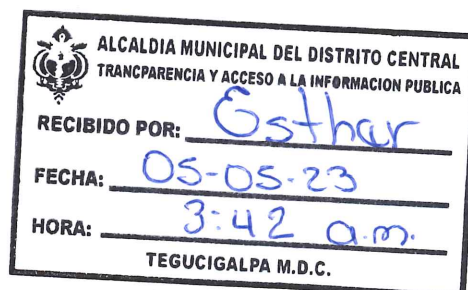 ALCALDIA MUNICIPAL DEL DISTRITO CENTRAL
TRANCPARENCIA Y ACCESO A LA INFORMACION PUBLICA
RECIBIDO POR: Esthar
FECHA: 05-05-23
HORA: 3:42 a.m.
TEGUCIGALPA M.D.C.